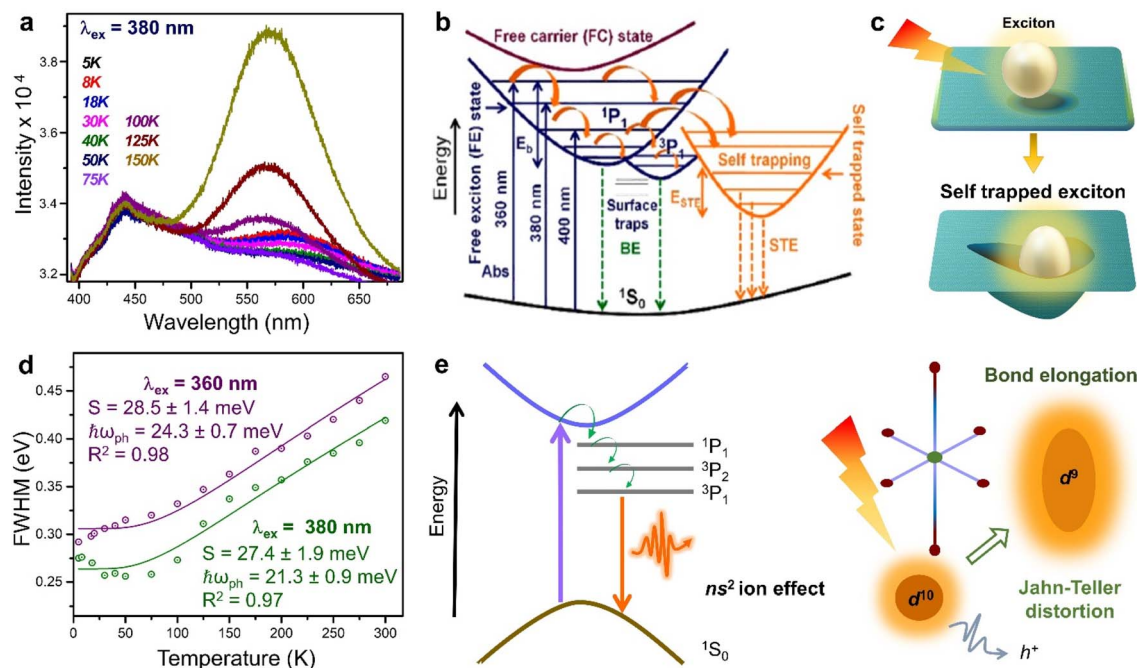 a
λex = 380 nm
5K
8K
18K
30K 100K
40K 125K
50K 150K
75K
Intensity x 10⁴
3.8
3.6
3.4
3.2
400 450 500 550 600 650
Wavelength (nm)
b
Free carrier (FC) state
Free exciton (FE) state
Energy
360 nm
380 nm
400 nm
Abs
Eb
¹P₁
³P₁
Surface
traps
BE
Self trapping
ESTE
STE
Self trapped state
¹S₀
c
Exciton
Self trapped exciton
d
λex = 360 nm
S = 28.5 ± 1.4 meV
ℏωph = 24.3 ± 0.7 meV
R² = 0.98
λex = 380 nm
S = 27.4 ± 1.9 meV
ℏωph = 21.3 ± 0.9 meV
R² = 0.97
FWHM (eV)
0.45
0.40
0.35
0.30
0.25
0 50 100 150 200 250 300
Temperature (K)
e
Energy
¹P₁
³P₂
³P₁
ns² ion effect
¹S₀
Bond elongation
d⁹
d¹⁰
Jahn-Teller
distortion
h⁺